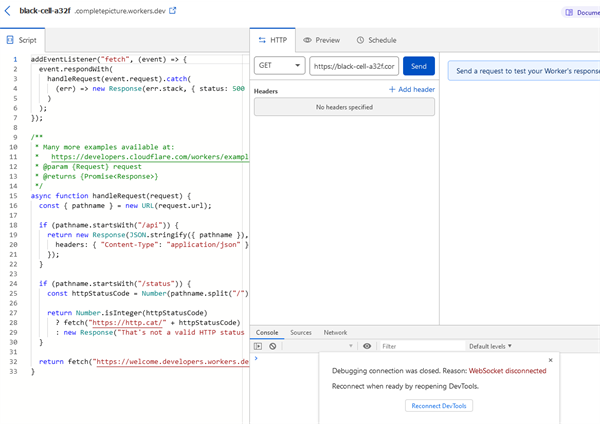 black-cell-a32f .completepicture.workers.dev
Script
1 addEventListener("fetch", (event) => {
2 event.respondWith(
3 handleRequest(event.request).catch(
4 (err) => new Response(err.stack, { status: 500
5 )
6 );
7 });
8
9 /**
10 * Many more examples available at:
11 * https://developers.cloudflare.com/workers/exampl
12 * @param {Request} request
13 * @returns {Promise<Response>}
14 */
15 async function handleRequest(request) {
16 const { pathname } = new URL(request.url);
17
18 if (pathname.startsWith("/api")) {
19 return new Response(JSON.stringify({ pathname }),
20 headers: { "Content-Type": "application/json" }
21 });
22 }
23
24 if (pathname.startsWith("/status")) {
25 const httpStatusCode = Number(pathname.split("/")
26
27 return Number.isInteger(httpStatusCode)
28 ? fetch("https://http.cat/" + httpStatusCode)
29 : new Response("That's not a valid HTTP status
30 }
31
32 return fetch("https://welcome.developers.workers.de
33 }
HTTP
Preview
Schedule
GET
https://black-cell-a32f.cor
Send
Headers
+ Add header
No headers specified
Docume
Send a request to test your Worker's response
Console
Sources
Network
Filter
Default levels
Debugging connection was closed. Reason: WebSocket disconnected
Reconnect when ready by reopening DevTools.
Reconnect DevTools